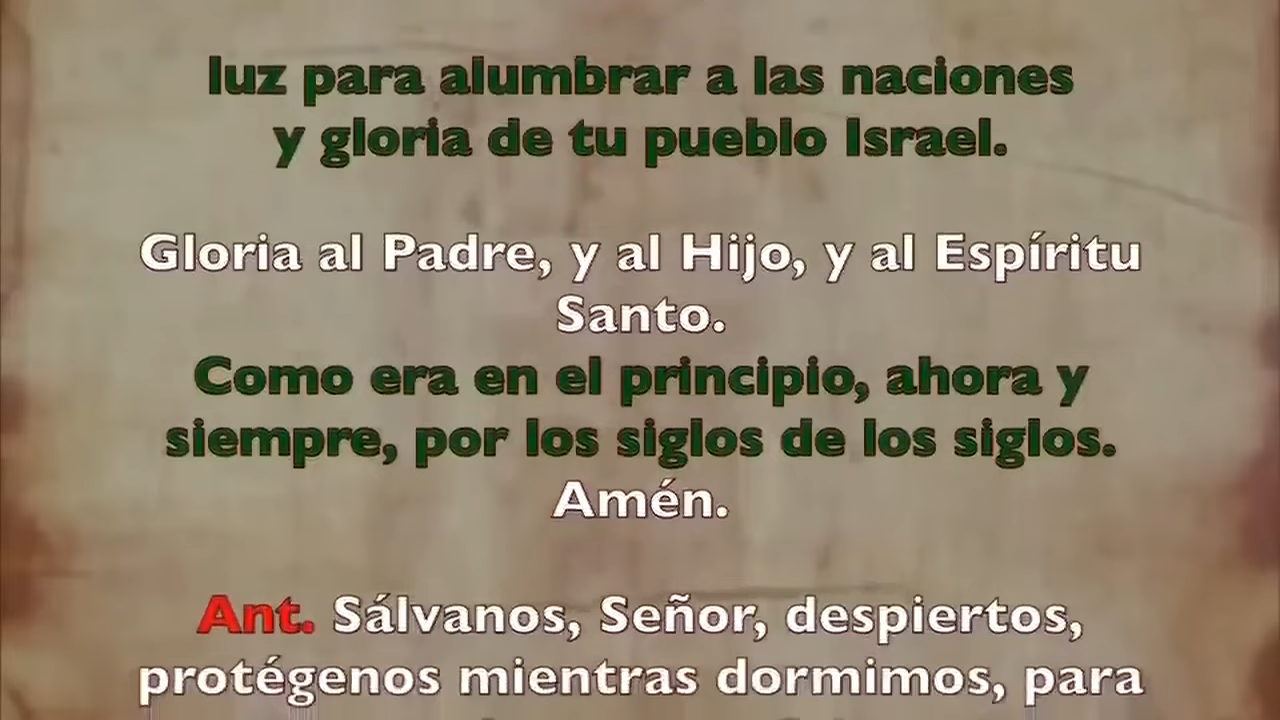 luz para alumbrar a las naciones
y gloria de tu pueblo Israel.
Gloria al Padre, y al Hijo, y al Espíritu
Santo.
Como era en el principio, ahora y
siempre, por los siglos de los siglos.
Amén.
Ant. Sálvanos, Señor, despiertos,
protégenos mientras dormimos, para